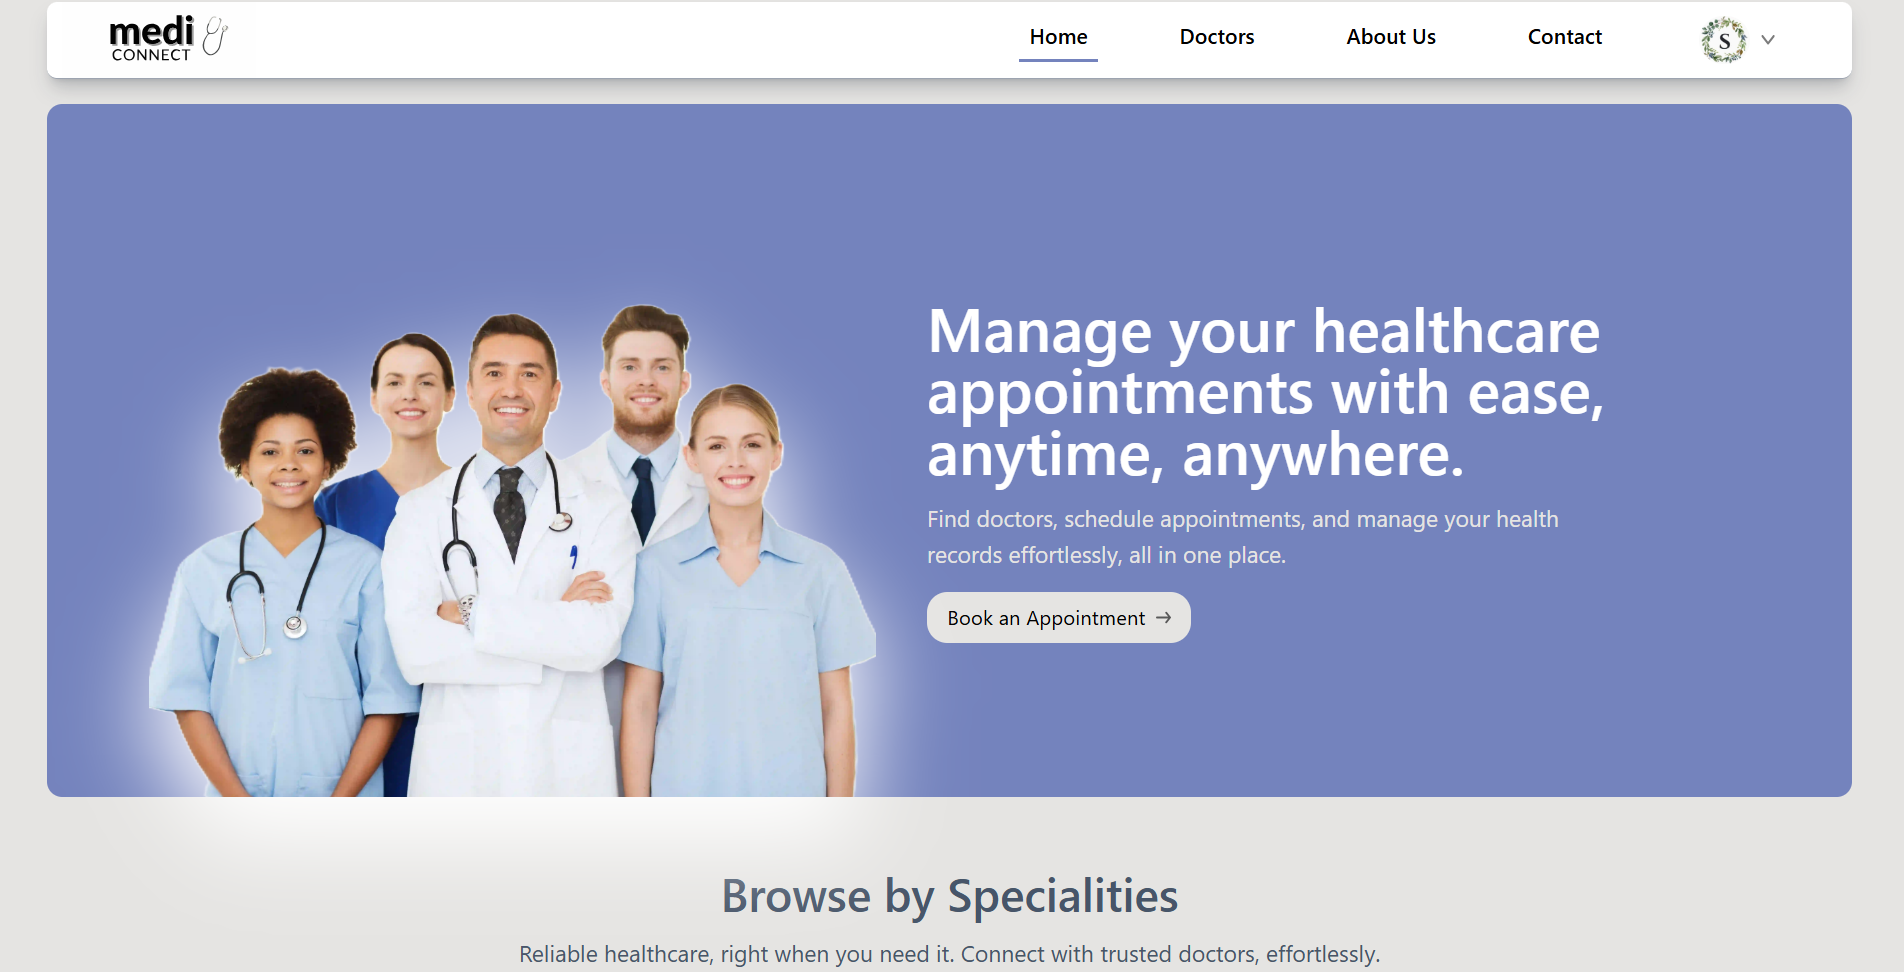 medi
CONNECT
Home
Doctors
About Us
Contact
S
Manage your healthcare
appointments with ease,
anytime, anywhere.
Find doctors, schedule appointments, and manage your health
records effortlessly, all in one place.
Book an Appointment →
Browse by Specialities
Reliable healthcare, right when you need it. Connect with trusted doctors, effortlessly.